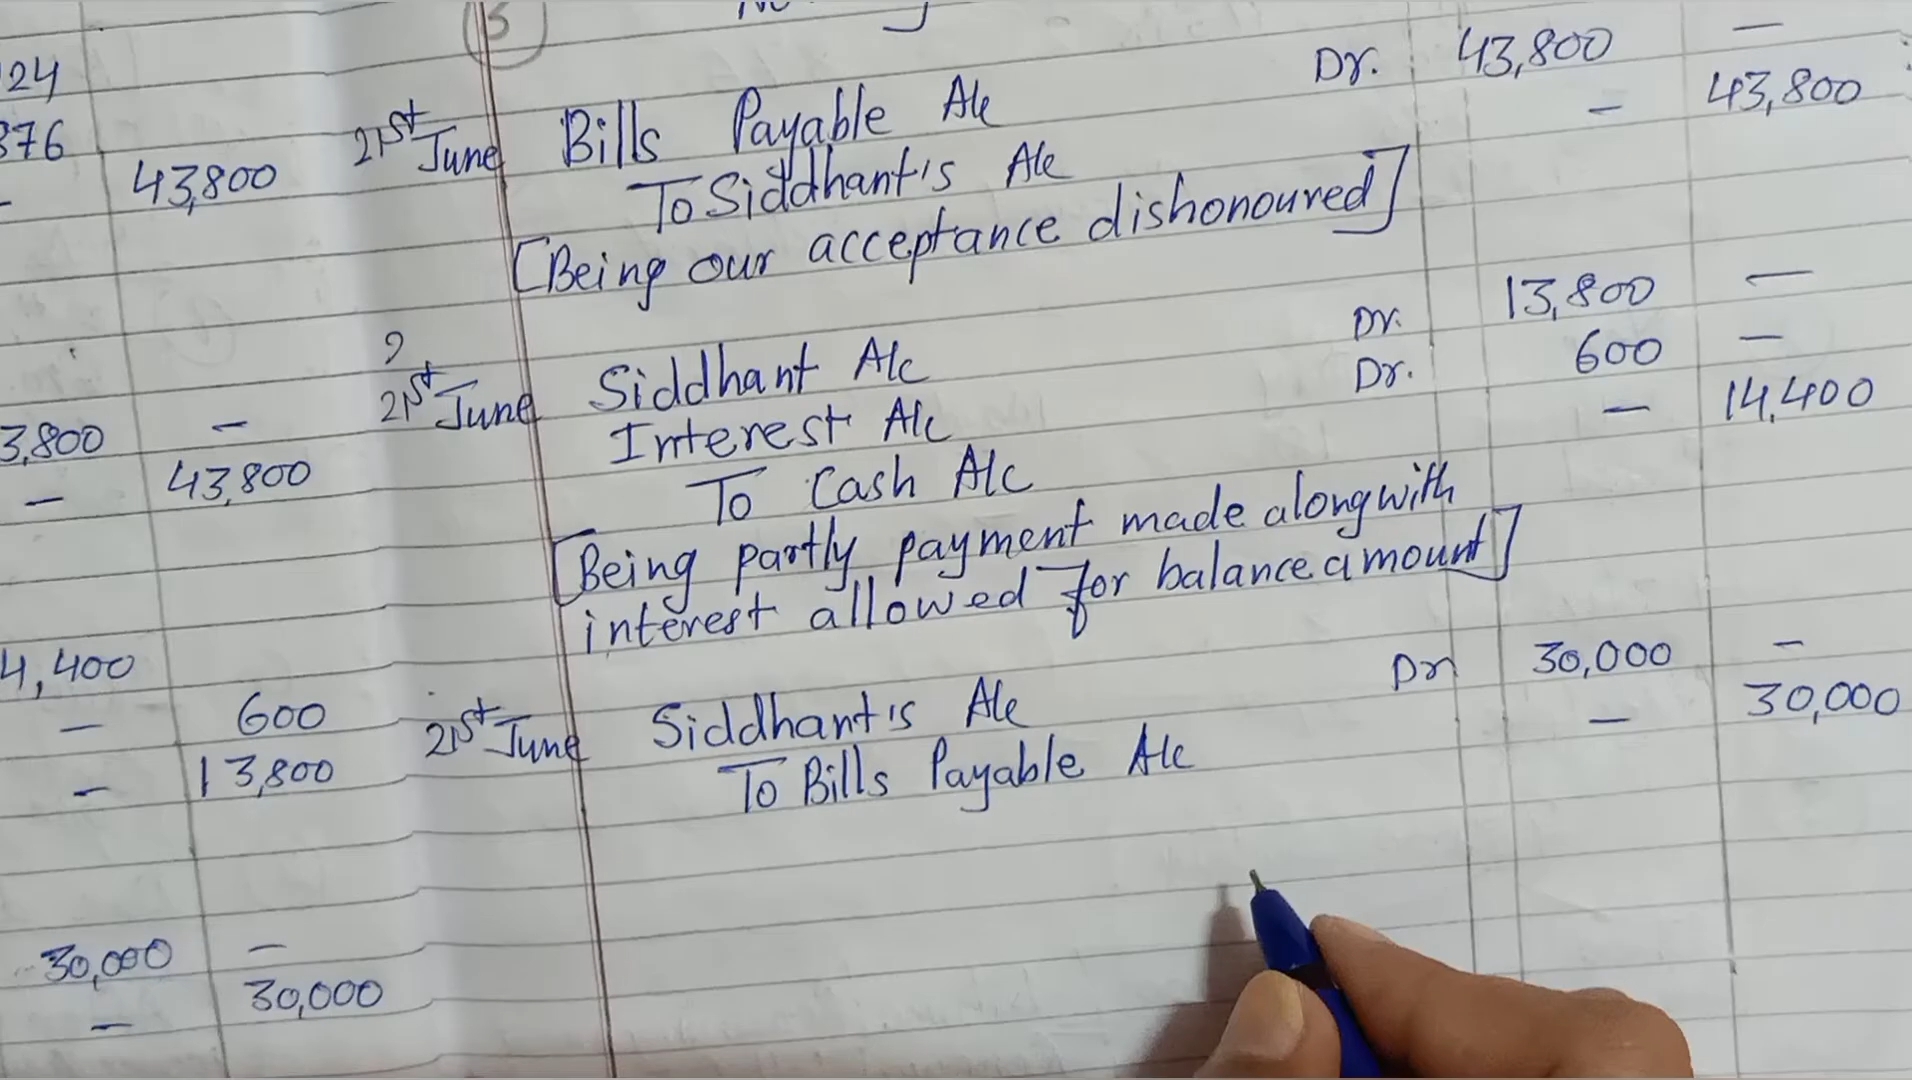 13
24
376
43,800
3,800 -
- 43,800
4,400
- 600
- 13,800
30,000 -
- 30,000
21st June Bills Payable A/c Dr. 43,800 -
To Siddhant's A/c - 43,800
[Being our acceptance dishonoured]
21st June Siddhant A/c Dr. 13,800 -
Interest A/c Dr. 600 -
To Cash A/c - 14,400
[Being partly payment made alongwith
interest allowed for balance amount]
21st June Siddhant's A/c Dr 30,000 -
To Bills Payable A/c - 30,000